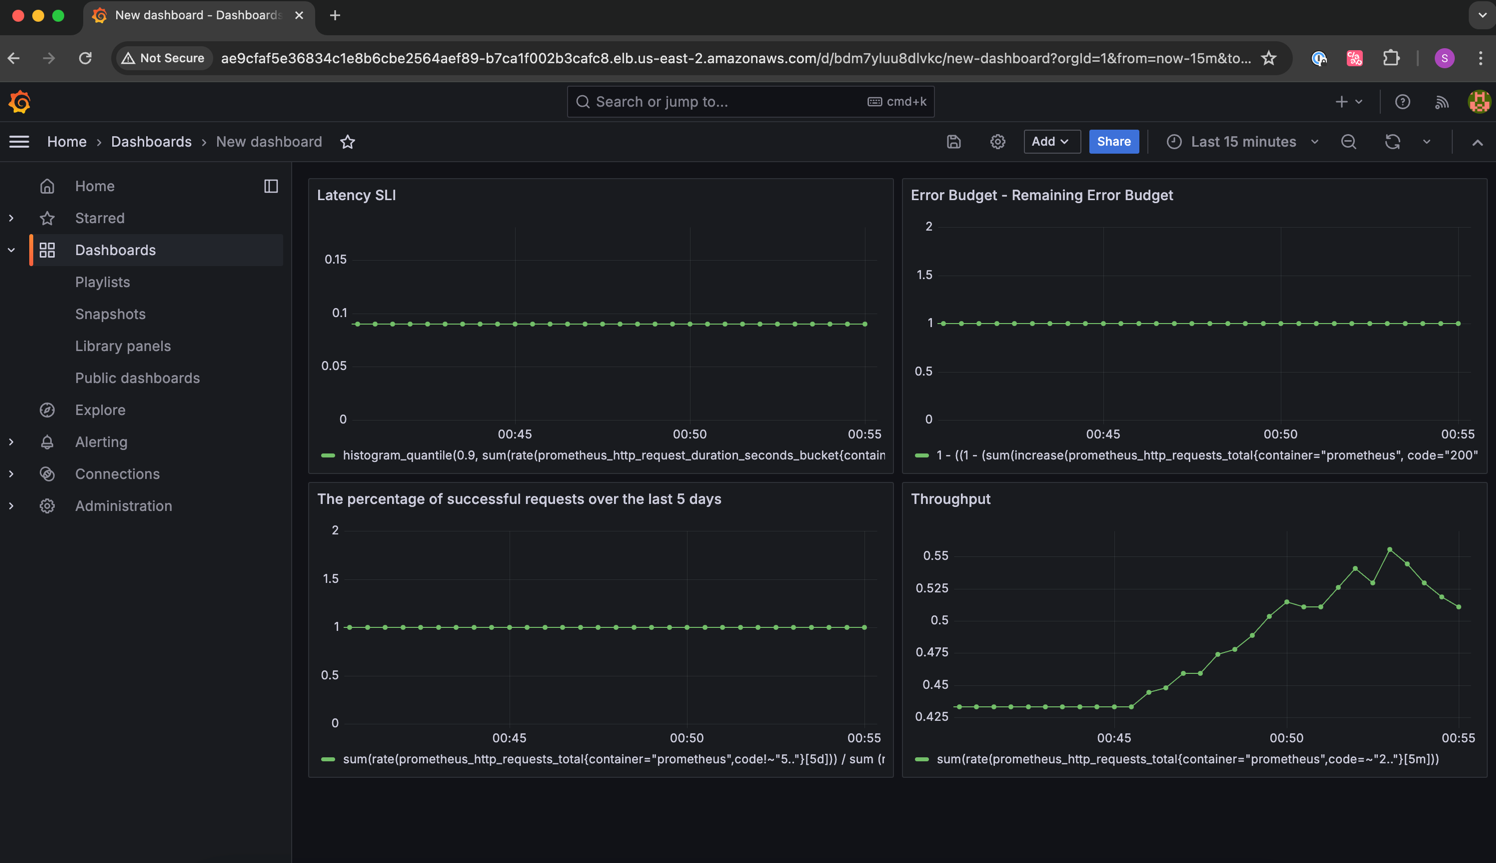 New dashboard - Dashboards
Not Secure
ae9cfaf5e36834c1e8b6cbe2564aef89-b7ca1f002b3cafc8.elb.us-east-2.amazonaws.com/d/bdm7yluu8dlvkc/new-dashboard?orgId=1&from=now-15m&to...
S
Search or jump to...
cmd+k
Home › Dashboards › New dashboard
Add
Share
Last 15 minutes
Home
Starred
Dashboards
Playlists
Snapshots
Library panels
Public dashboards
Explore
Alerting
Connections
Administration
Latency SLI
0.15
0.1
0.05
0
00:45 00:50 00:55
histogram_quantile(0.9, sum(rate(prometheus_http_request_duration_seconds_bucket{contain
Error Budget - Remaining Error Budget
2
1.5
1
0.5
0
00:45 00:50 00:55
1 - ((1 - (sum(increase(prometheus_http_requests_total{container="prometheus", code="200"
The percentage of successful requests over the last 5 days
2
1.5
1
0.5
0
00:45 00:50 00:55
sum(rate(prometheus_http_requests_total{container="prometheus",code!~"5.."}[5d])) / sum (r
Throughput
0.55
0.525
0.5
0.475
0.45
0.425
00:45 00:50 00:55
sum(rate(prometheus_http_requests_total{container="prometheus",code=~"2.."}[5m]))